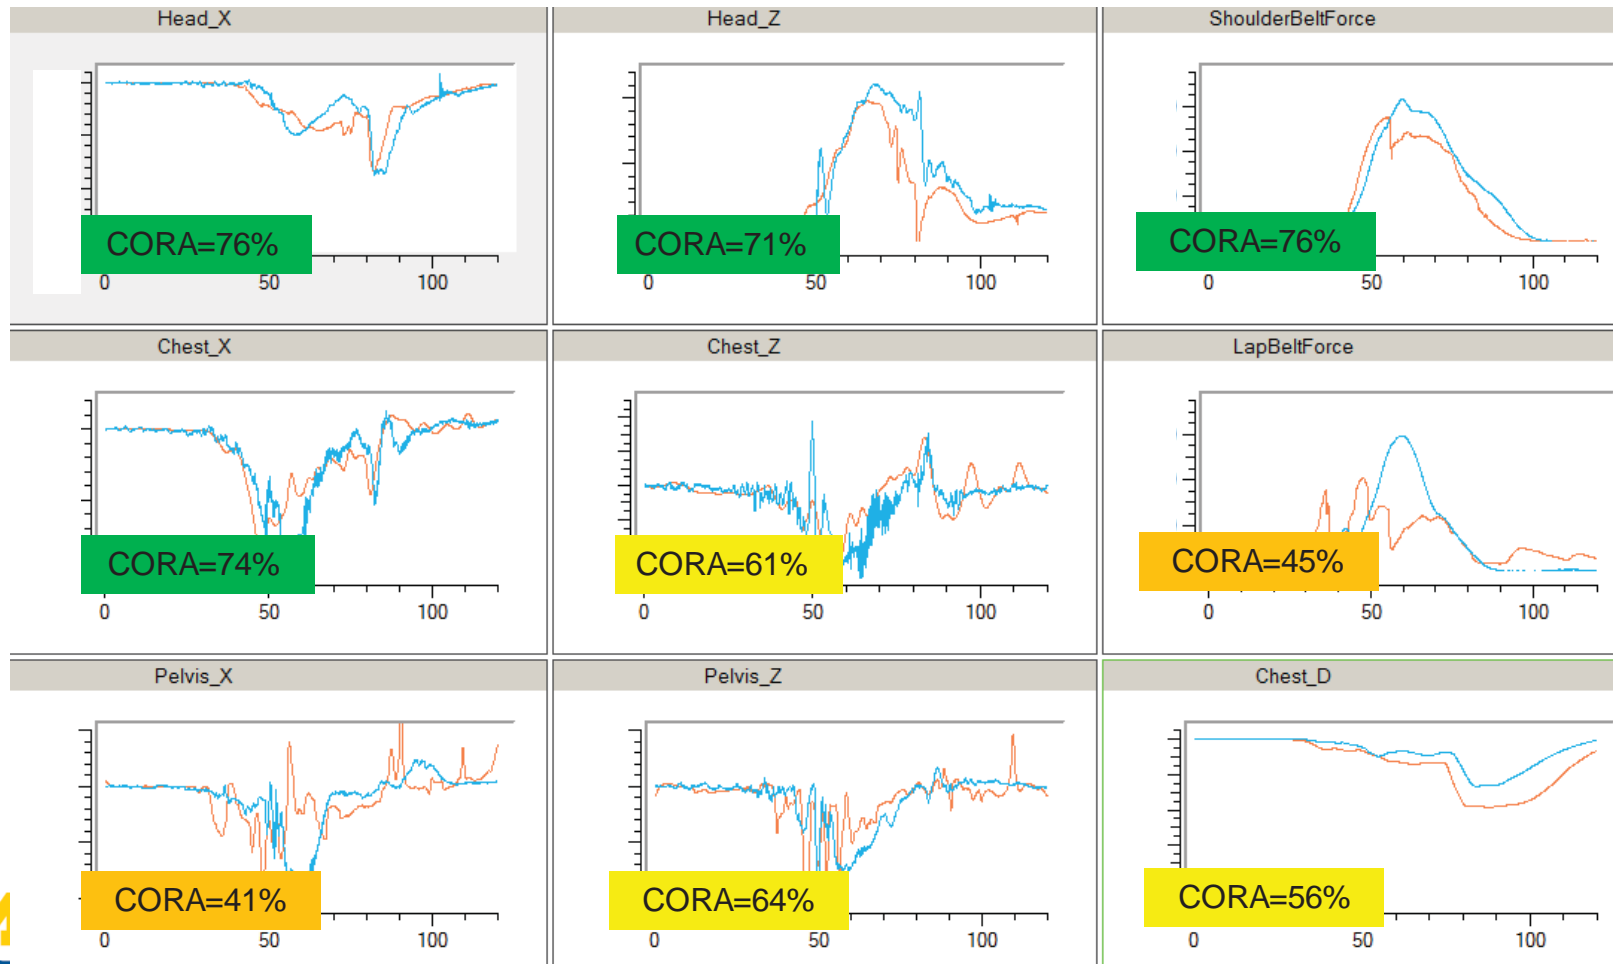 Head_X
Head_Z
ShoulderBeltForce
CORA=76%
CORA=71%
CORA=76%
0 50 100
0 50 100
0 50 100
Chest_X
Chest_Z
LapBeltForce
CORA=74%
CORA=61%
CORA=45%
0 50 100
0 50 100
0 50 100
Pelvis_X
Pelvis_Z
Chest_D
CORA=41%
CORA=64%
CORA=56%
0 50 100
0 50 100
0 50 100